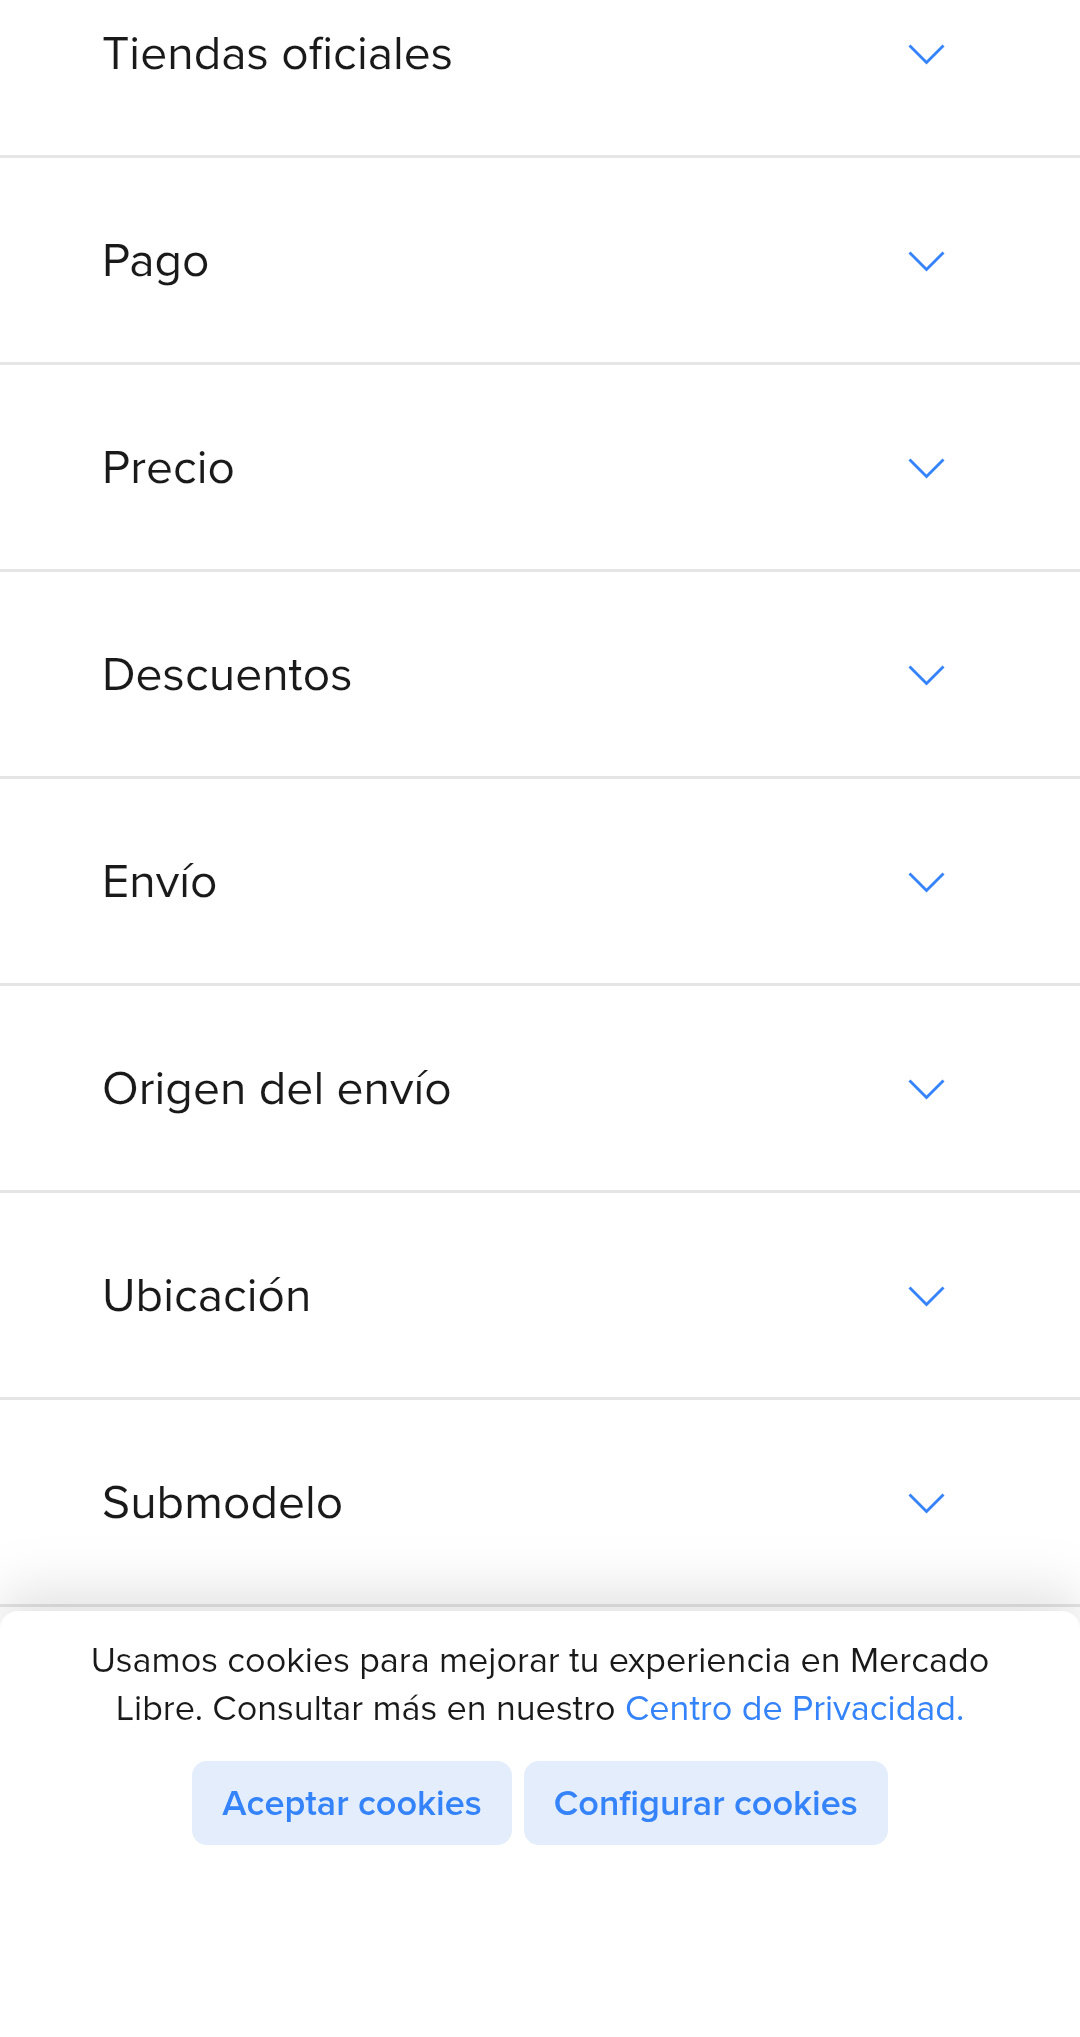 Tiendas oficiales
Pago
Precio
Descuentos
Envío
Origen del envío
Ubicación
Submodelo
Usamos cookies para mejorar tu experiencia en Mercado
Libre. Consultar más en nuestro Centro de Privacidad.
Aceptar cookies Configurar cookies